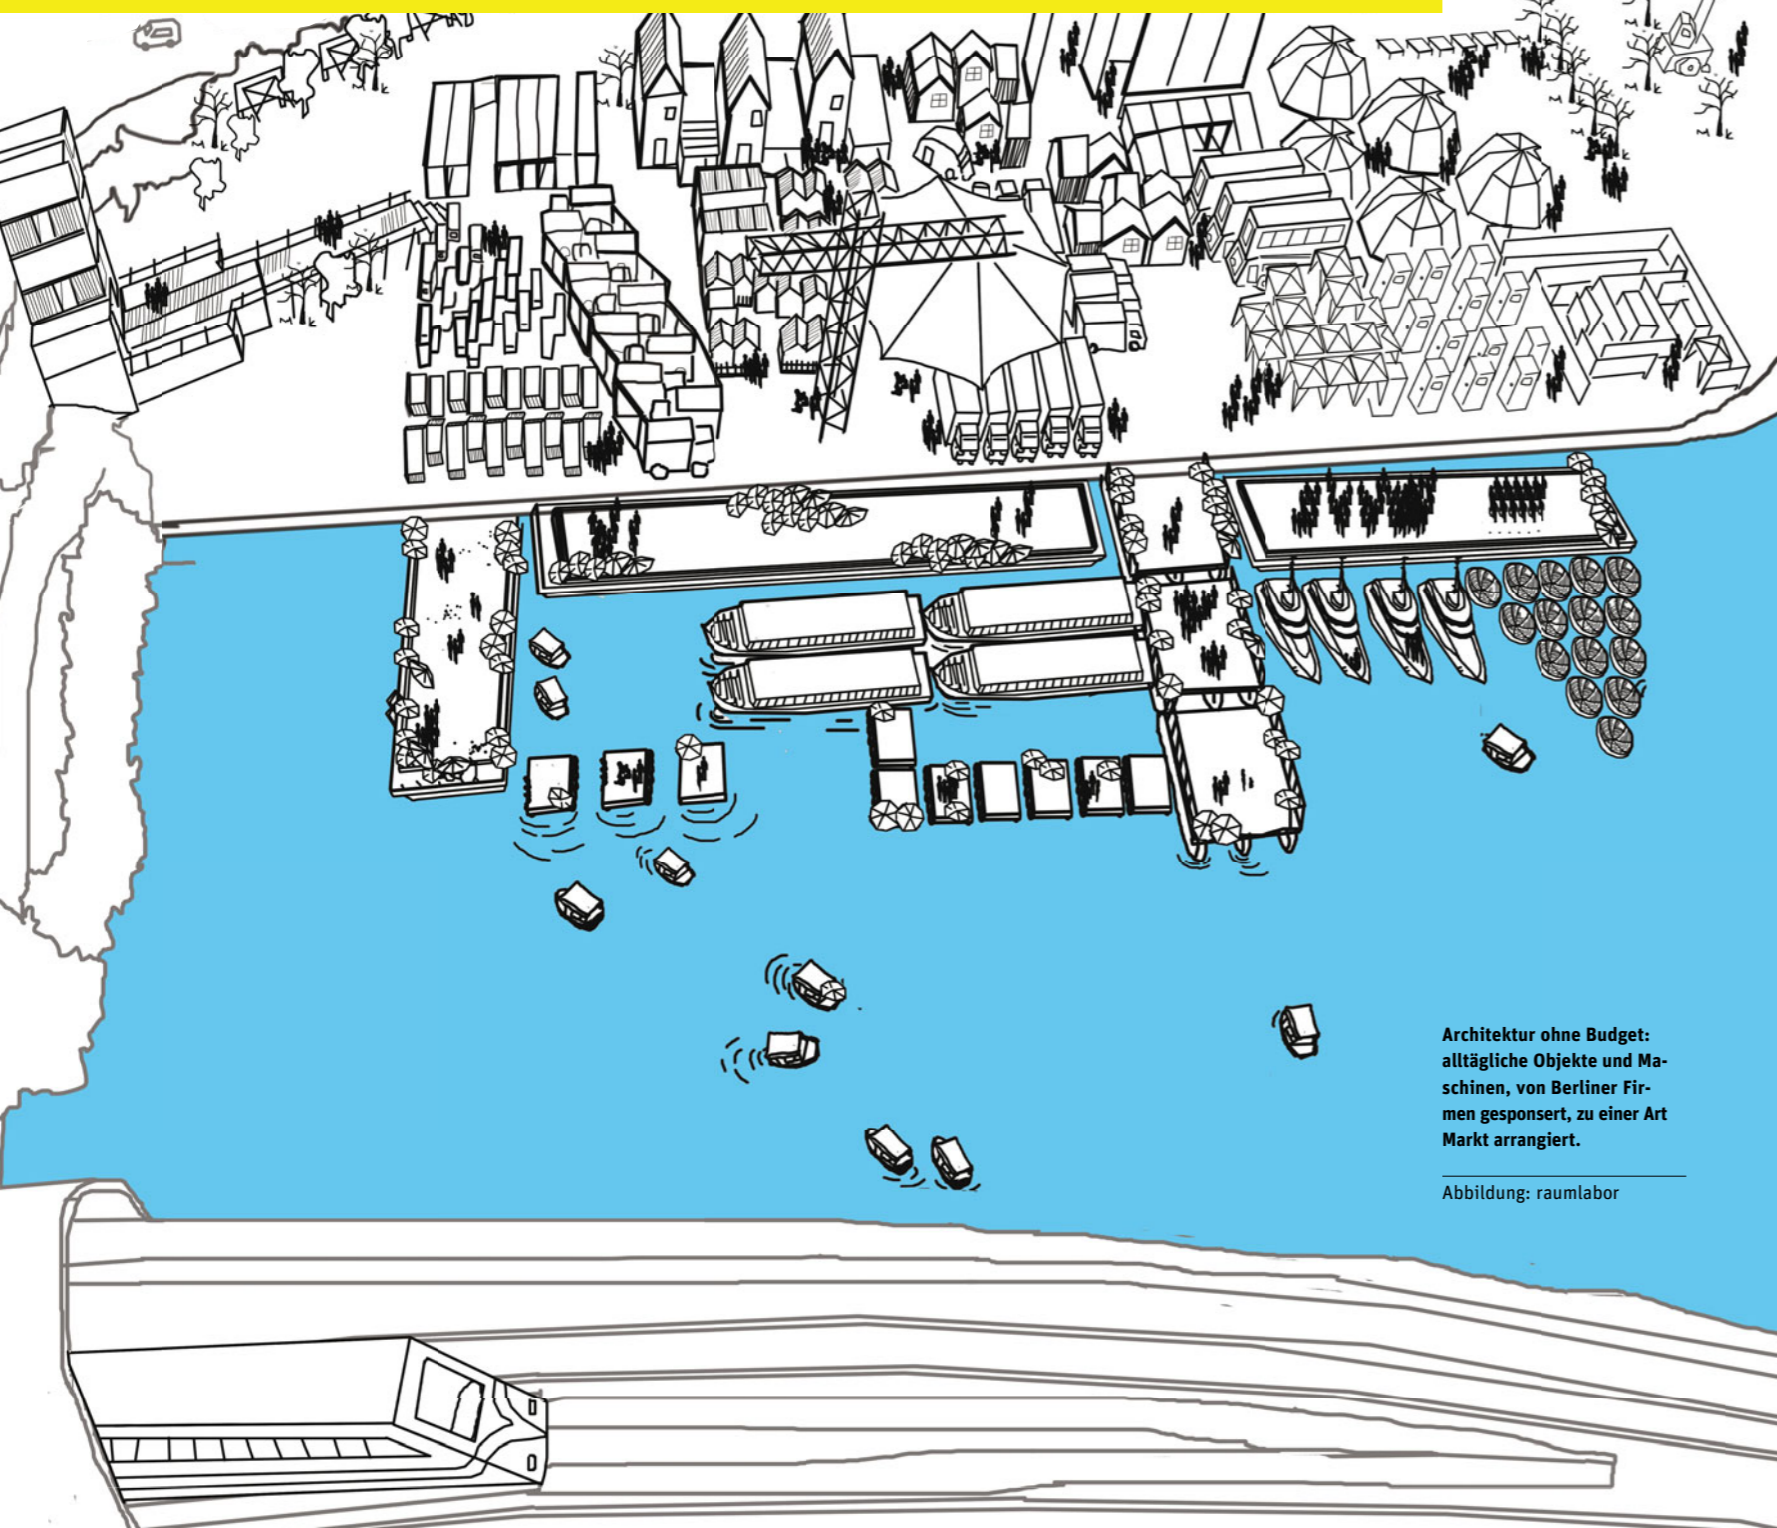 Architektur ohne Budget:
alltägliche Objekte und Ma-
schinen, von Berliner Fir-
men gesponsert, zu einer Art
Markt arrangiert.
Abbildung: raumlabor